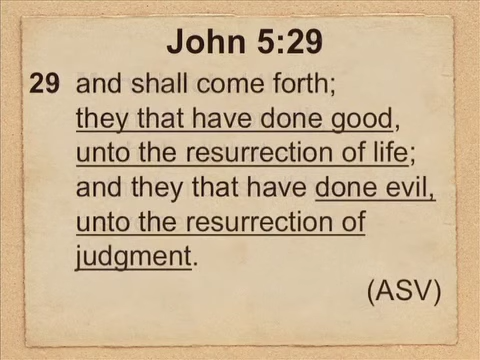 John 5:29
29 and shall come forth;
they that have done good,
unto the resurrection of life;
and they that have done evil,
unto the resurrection of
judgment.
(ASV)